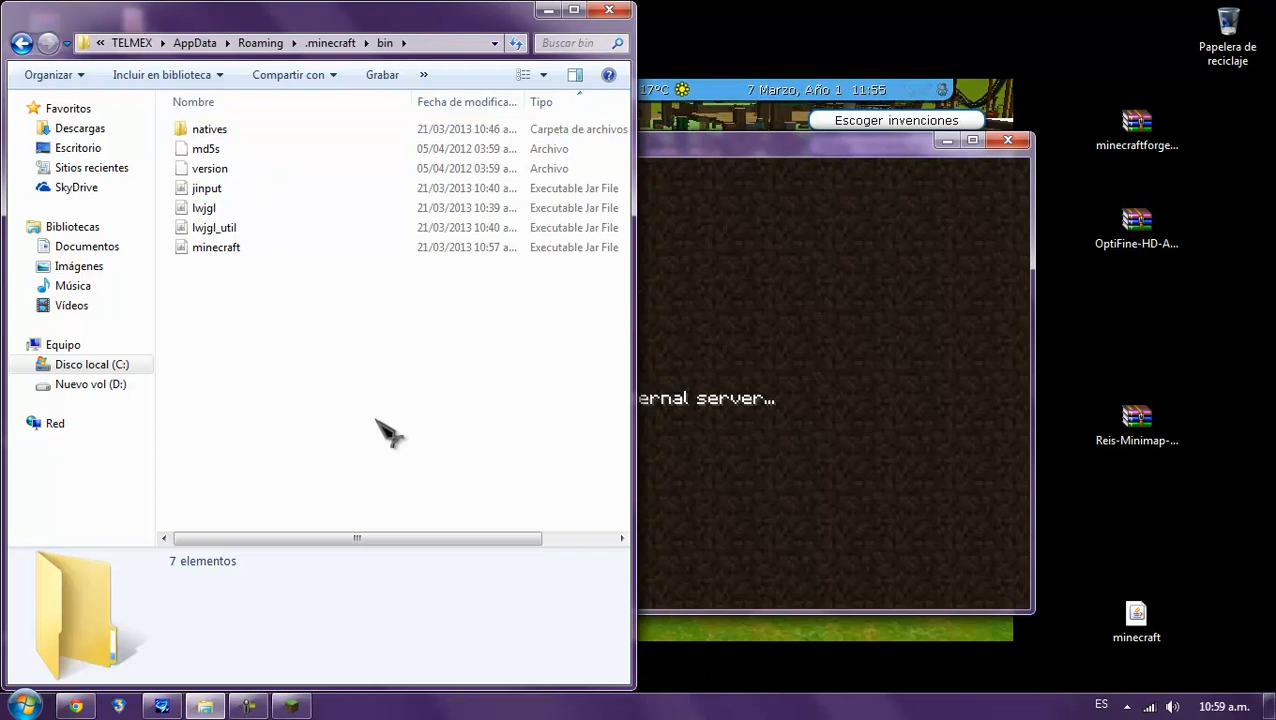 « TELMEX AppData Roaming .minecraft bin
Buscar bin
Organizar Incluir en biblioteca Compartir con Grabar »
Nombre Fecha de modifica... Tipo
natives 21/03/2013 10:46 a... Carpeta de archivos
md5s 05/04/2012 03:59 a... Archivo
version 05/04/2012 03:59 a... Archivo
jinput 21/03/2013 10:40 a... Executable Jar File
lwjgl 21/03/2013 10:39 a... Executable Jar File
lwjgl_util 21/03/2013 10:40 a... Executable Jar File
minecraft 21/03/2013 10:57 a... Executable Jar File
Favoritos
Descargas
Escritorio
Sitios recientes
SkyDrive
Bibliotecas
Documentos
Imágenes
Música
Vídeos
Equipo
Disco local (C:)
Nuevo vol (D:)
Red
7 elementos
17ºC 7 Marzo, Año 1 11:55
Escoger invenciones
ernal server...
Papelera de
reciclaje
minecraftforge...
OptiFine-HD-A...
Reis-Minimap-...
minecraft
ES 10:59 a.m.